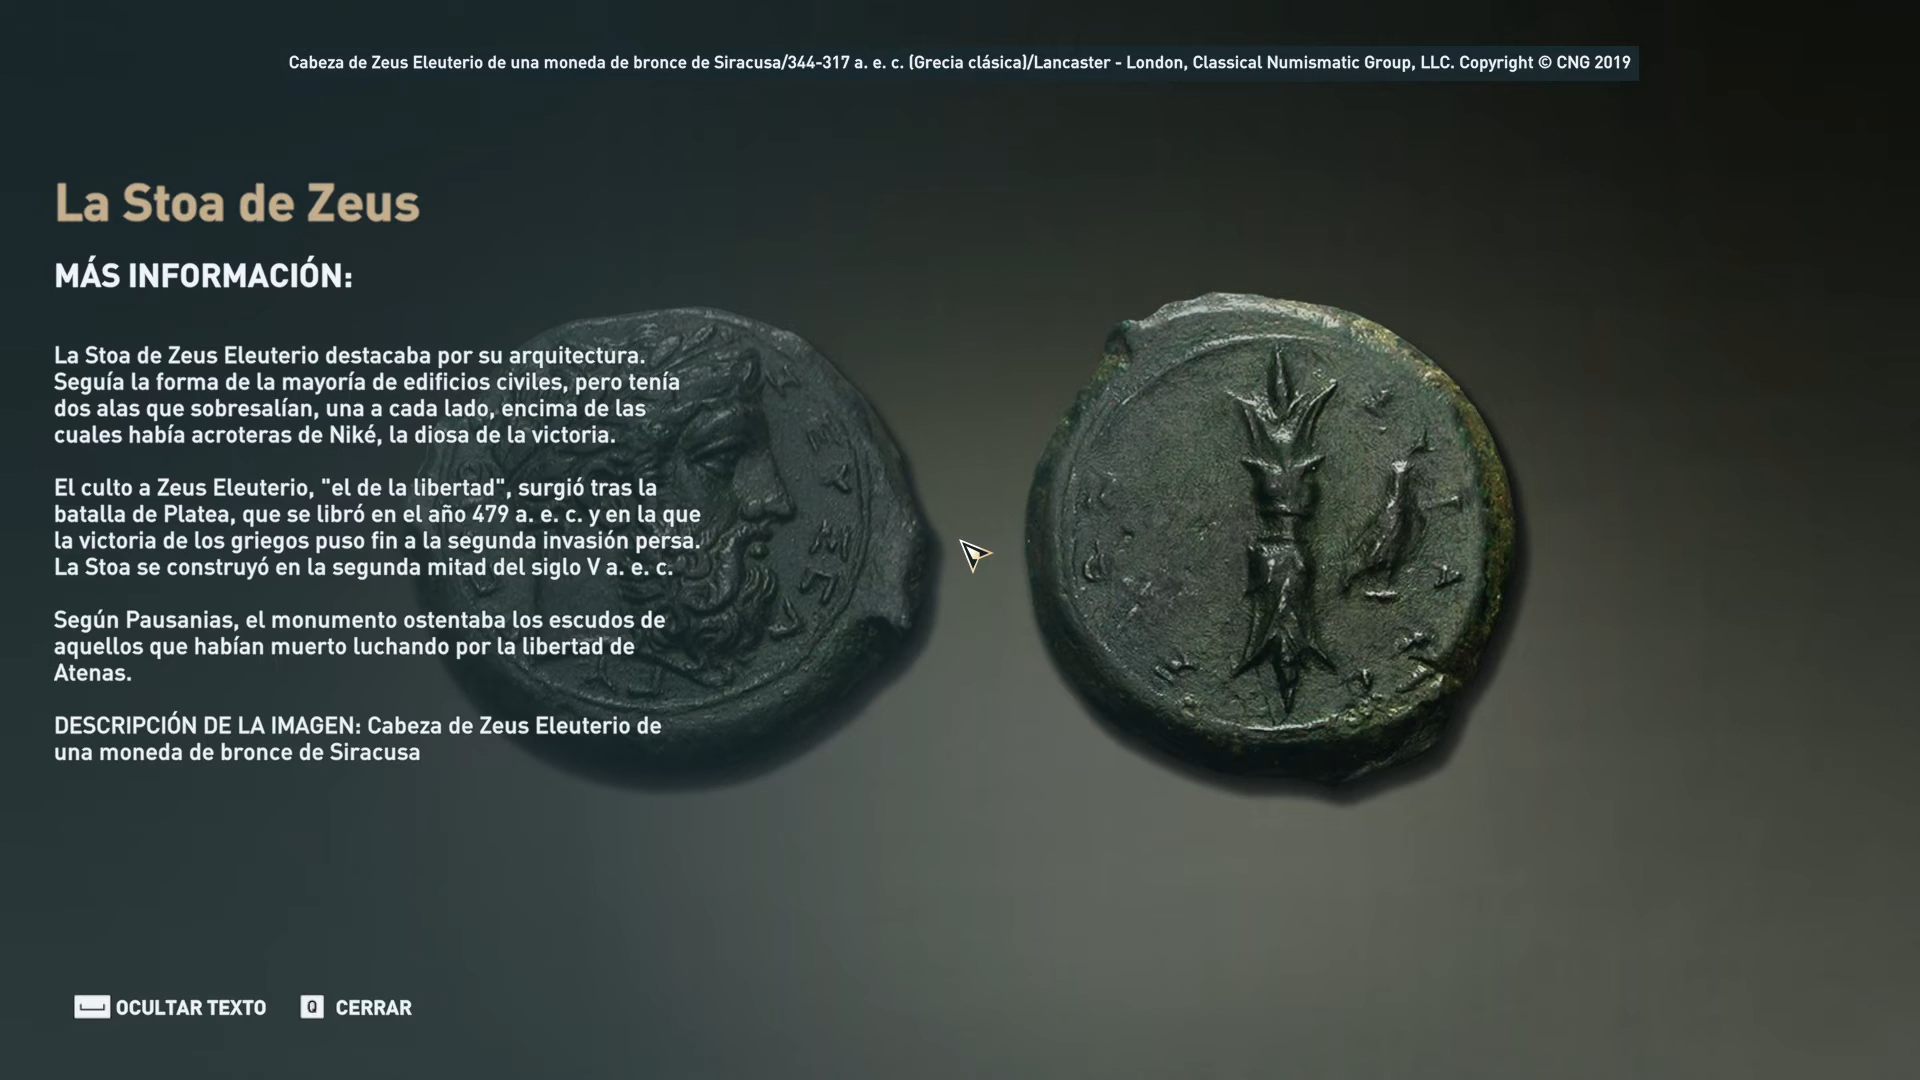 Cabeza de Zeus Eleuterio de una moneda de bronce de Siracusa/344-317 a. e. c. (Grecia clásica)/Lancaster - London, Classical Numismatic Group, LLC. Copyright © CNG 2019
La Stoa de Zeus
MÁS INFORMACIÓN:
La Stoa de Zeus Eleuterio destacaba por su arquitectura.
Seguía la forma de la mayoría de edificios civiles, pero tenía
dos alas que sobresalían, una a cada lado, encima de las
cuales había acroteras de Niké, la diosa de la victoria.
El culto a Zeus Eleuterio, "el de la libertad", surgió tras la
batalla de Platea, que se libró en el año 479 a. e. c. y en la que
la victoria de los griegos puso fin a la segunda invasión persa.
La Stoa se construyó en la segunda mitad del siglo V a. e. c.
Según Pausanias, el monumento ostentaba los escudos de
aquellos que habían muerto luchando por la libertad de
Atenas.
DESCRIPCIÓN DE LA IMAGEN: Cabeza de Zeus Eleuterio de
una moneda de bronce de Siracusa
OCULTAR TEXTO Q CERRAR